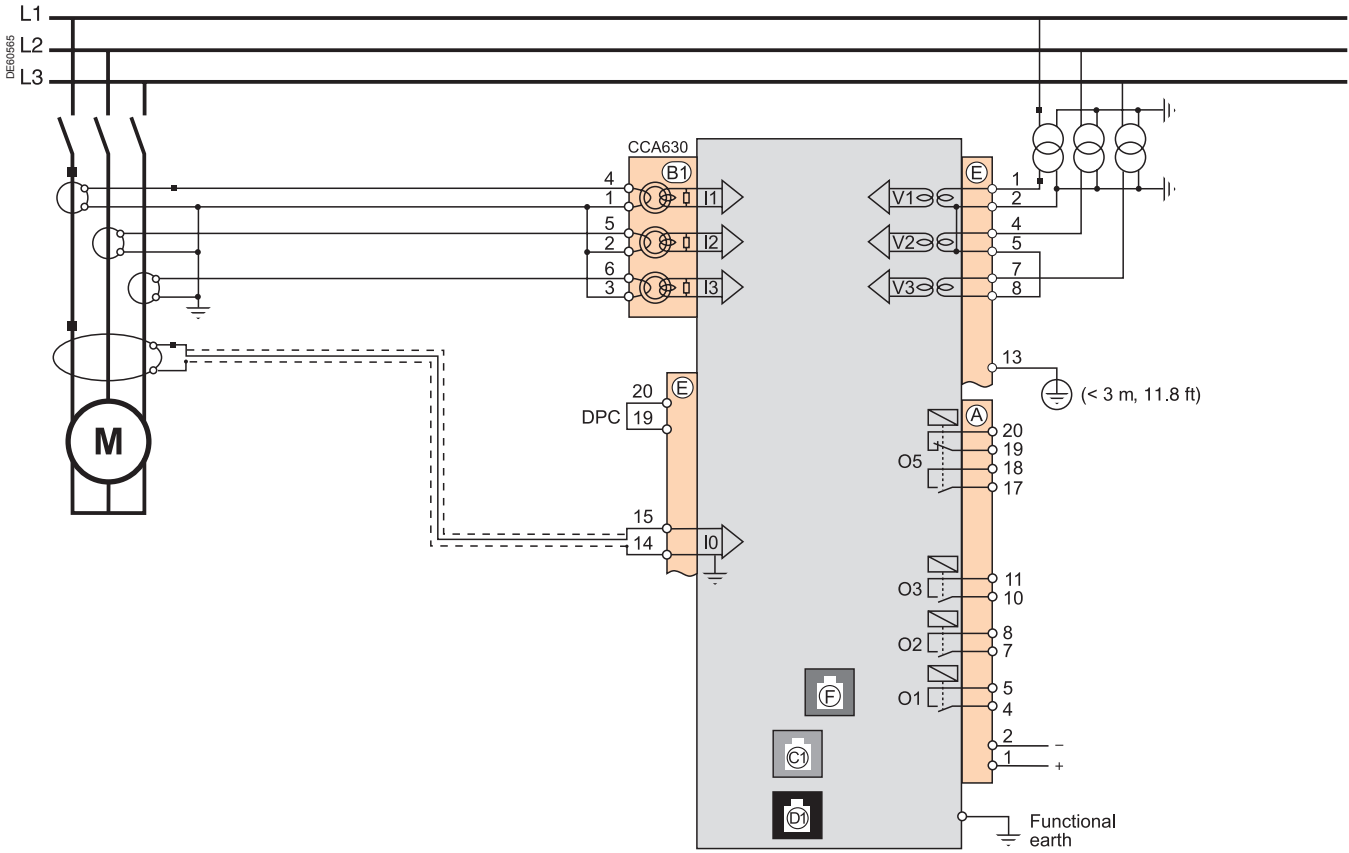 L1
DE60565
L2
L3
CCA630
B1
E
4
1
I1
V1
1
2
5
2
I2
V2
4
5
6
3
I3
V3
7
8
13
(< 3 m, 11.8 ft)
20
DPC 19
E
A
20
19
O5
18
17
M
15
14
I0
11
O3
10
8
O2
7
F
5
O1
4
C1
2 –
1 +
D1
Functional
earth